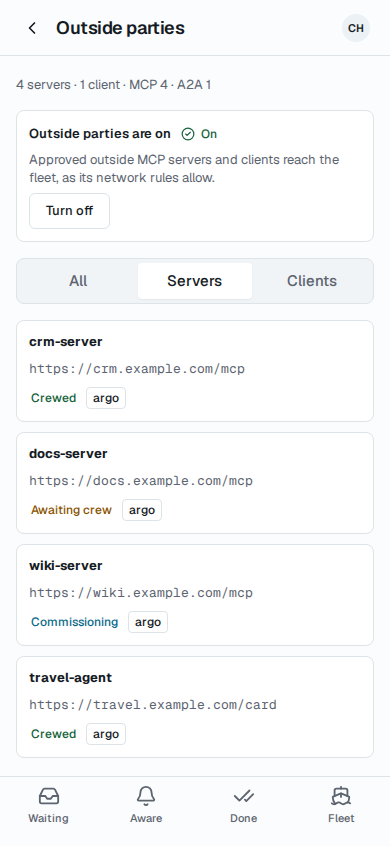 Outside parties
CH
4 servers · 1 client · MCP 4 · A2A 1
Outside parties are on
On
Approved outside MCP servers and clients reach the
fleet, as its network rules allow.
Turn off
All
Servers
Clients
crm-server
https://crm.example.com/mcp
Crewed
argo
docs-server
https://docs.example.com/mcp
Awaiting crew
argo
wiki-server
https://wiki.example.com/mcp
Commissioning
argo
travel-agent
https://travel.example.com/card
Crewed
argo
Waiting
Aware
Done
Fleet